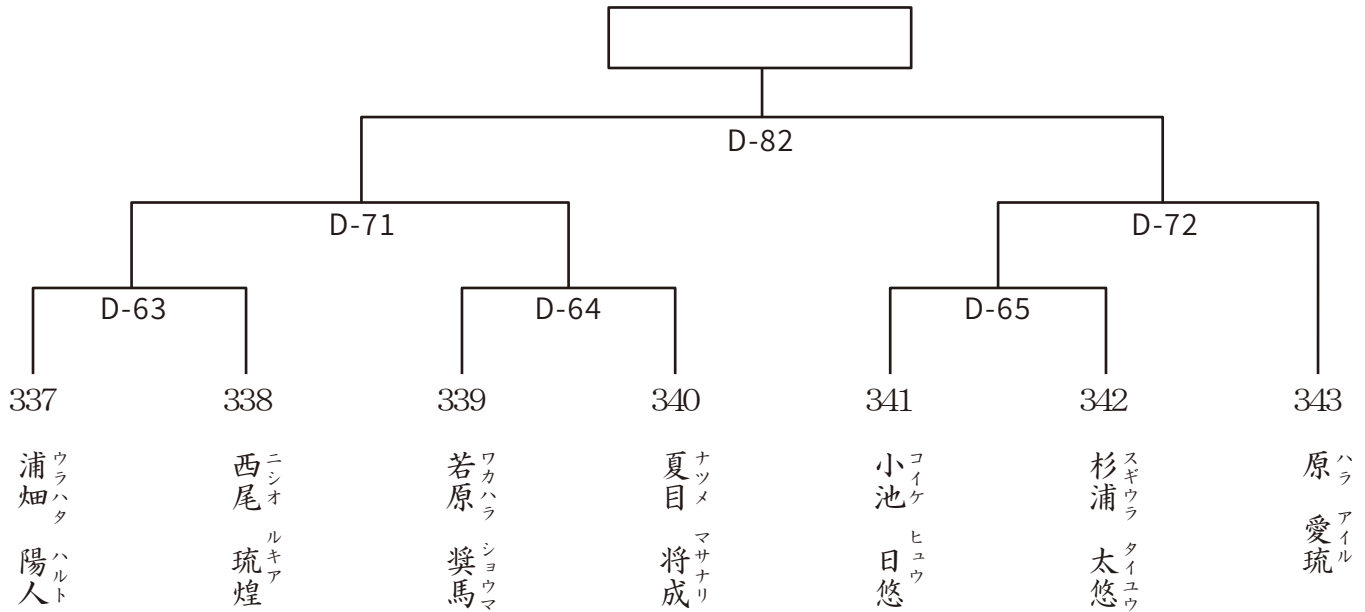 D-82
D-71
D-72
D-63
D-64
D-65
337
338
339
340
341
342
343
浦畑 陽人
ウラハタ ハルト
西尾 琉煌
ニシオ ルキア
若原 奨馬
ワカハラ ショウマ
夏目 将成
ナツメ マサナリ
小池 日悠
コイケ ヒュウ
杉浦 太悠
スギウラ タイユウ
原 愛琉
ハラ アイル